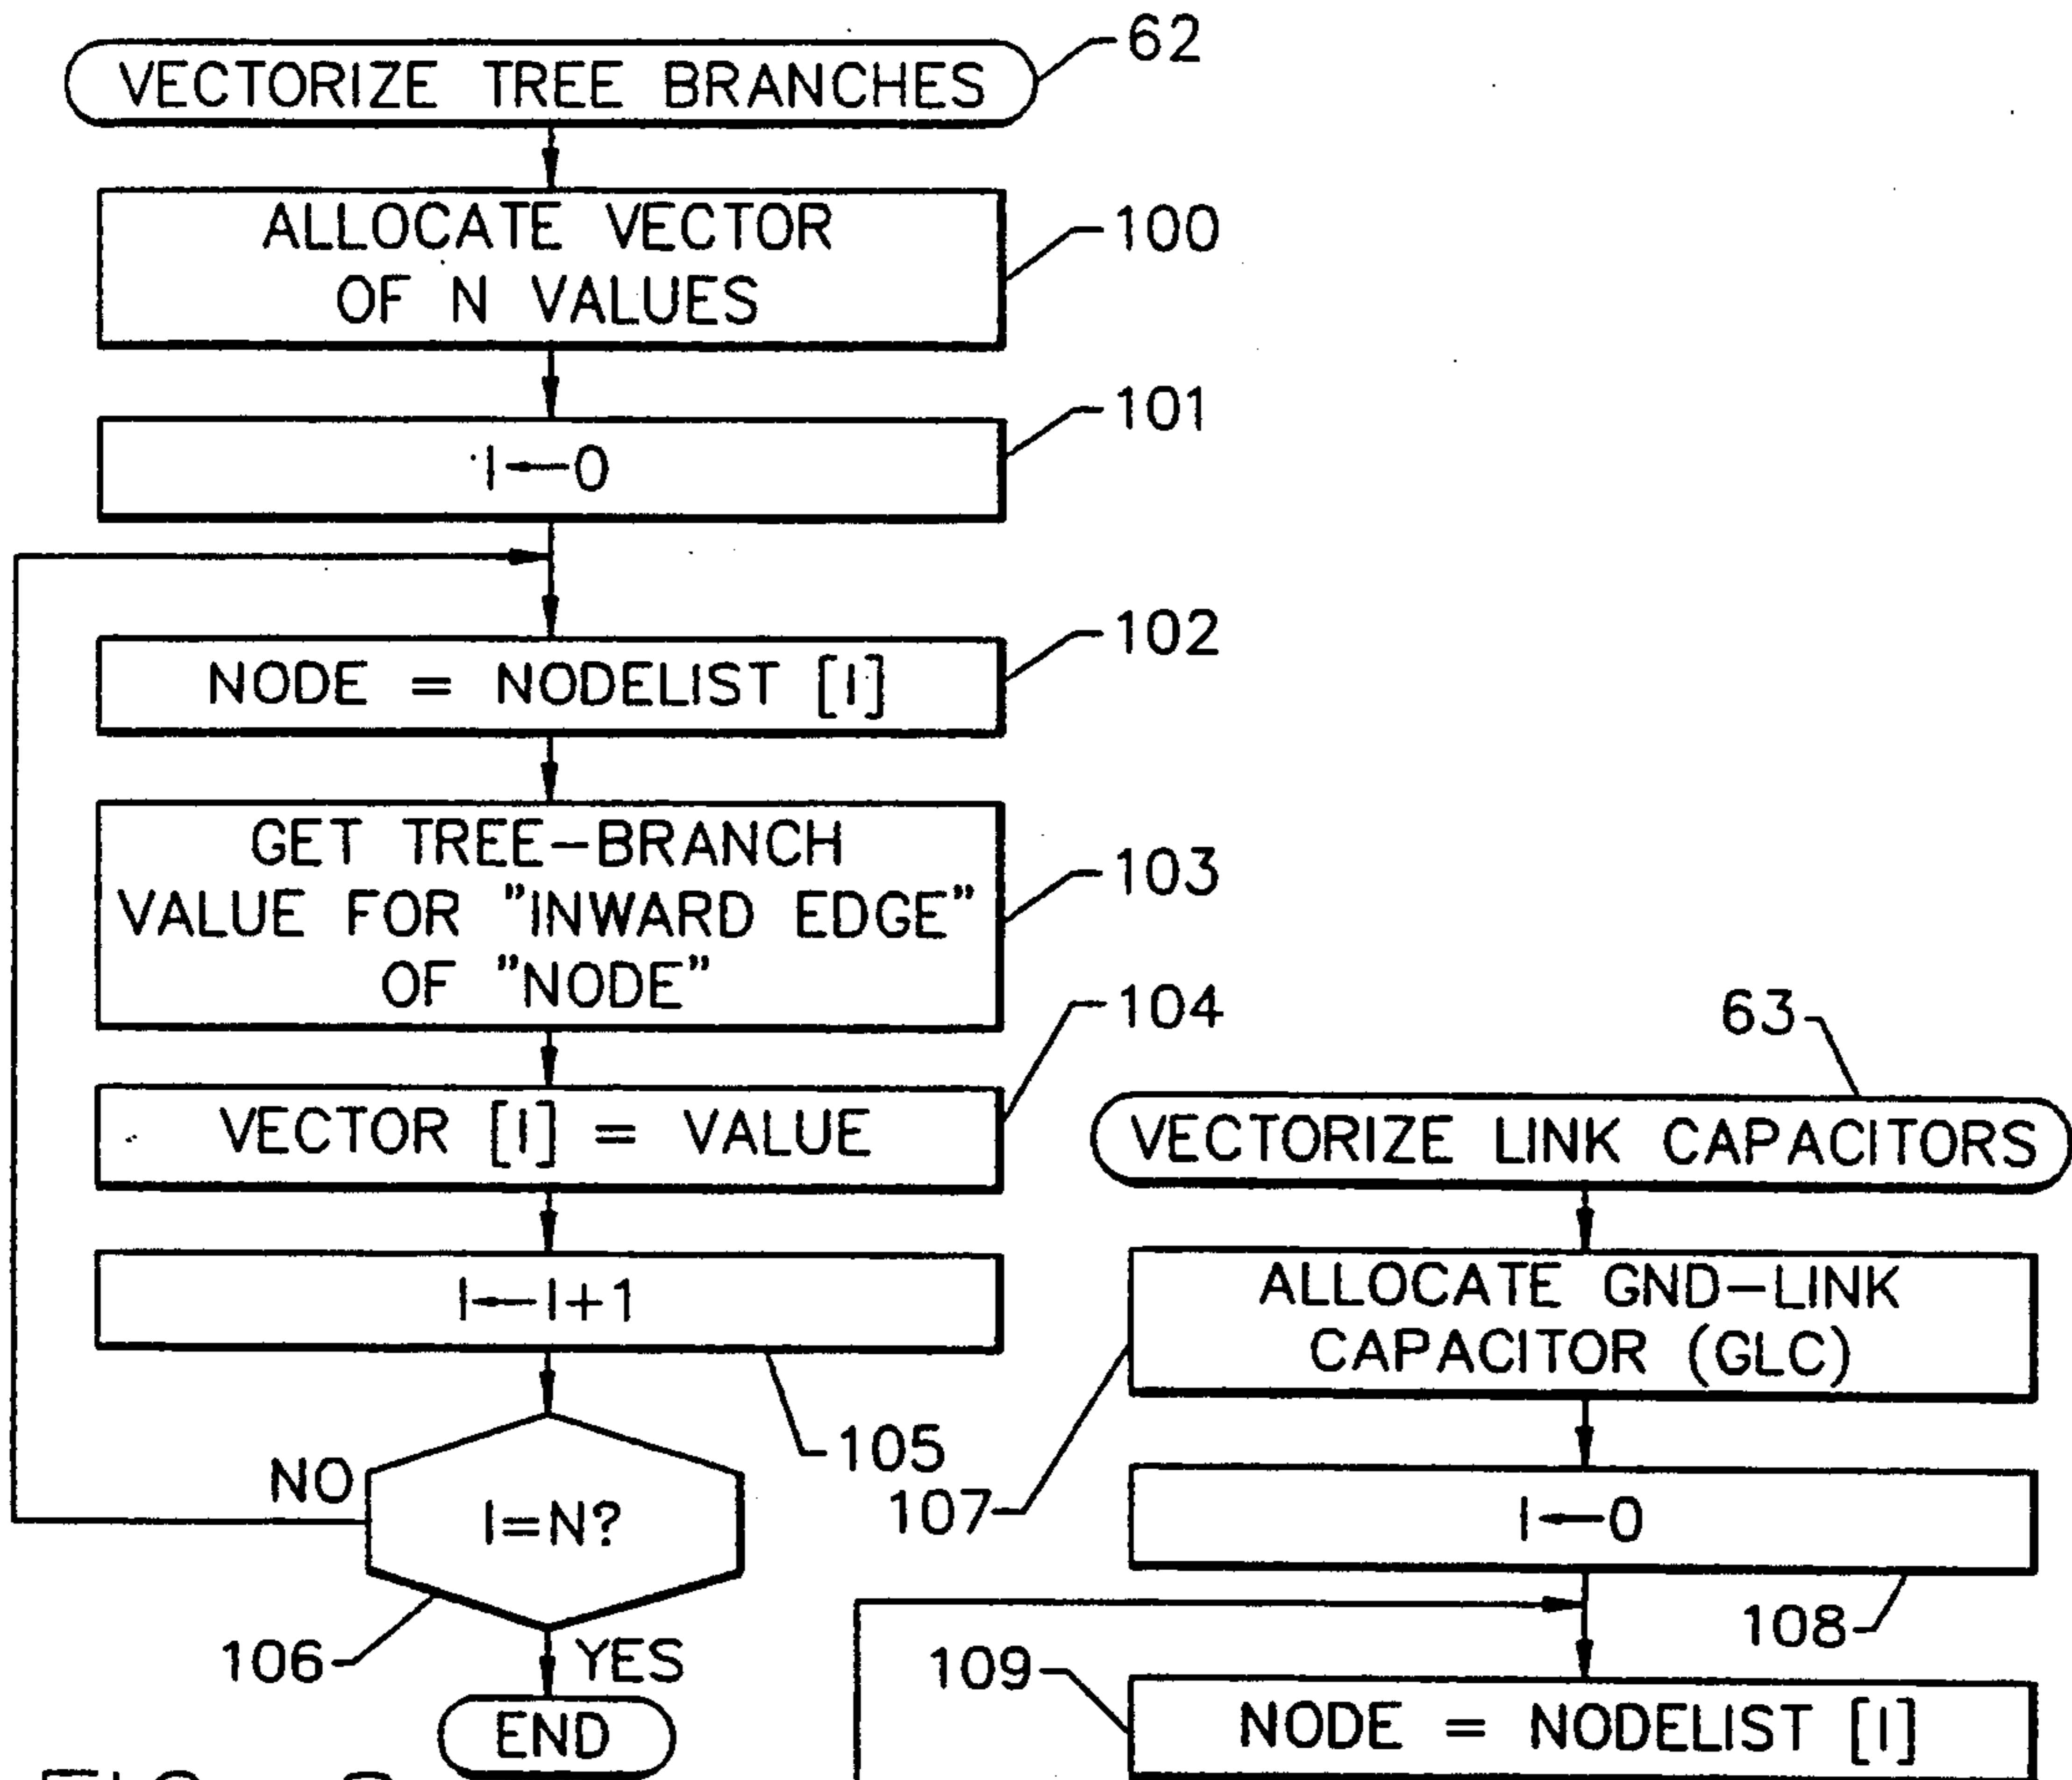 VECTORIZE TREE BRANCHES
62
ALLOCATE VECTOR
OF N VALUES
100
I←0
101
NODE = NODELIST [I]
102
GET TREE-BRANCH
VALUE FOR "INWARD EDGE"
OF "NODE"
103
VECTOR [I] = VALUE
104
I←I+1
105
I=N?
NO
106
YES
END
63
VECTORIZE LINK CAPACITORS
ALLOCATE GND-LINK
CAPACITOR (GLC)
107
I←0
108
109
NODE = NODELIST [I]